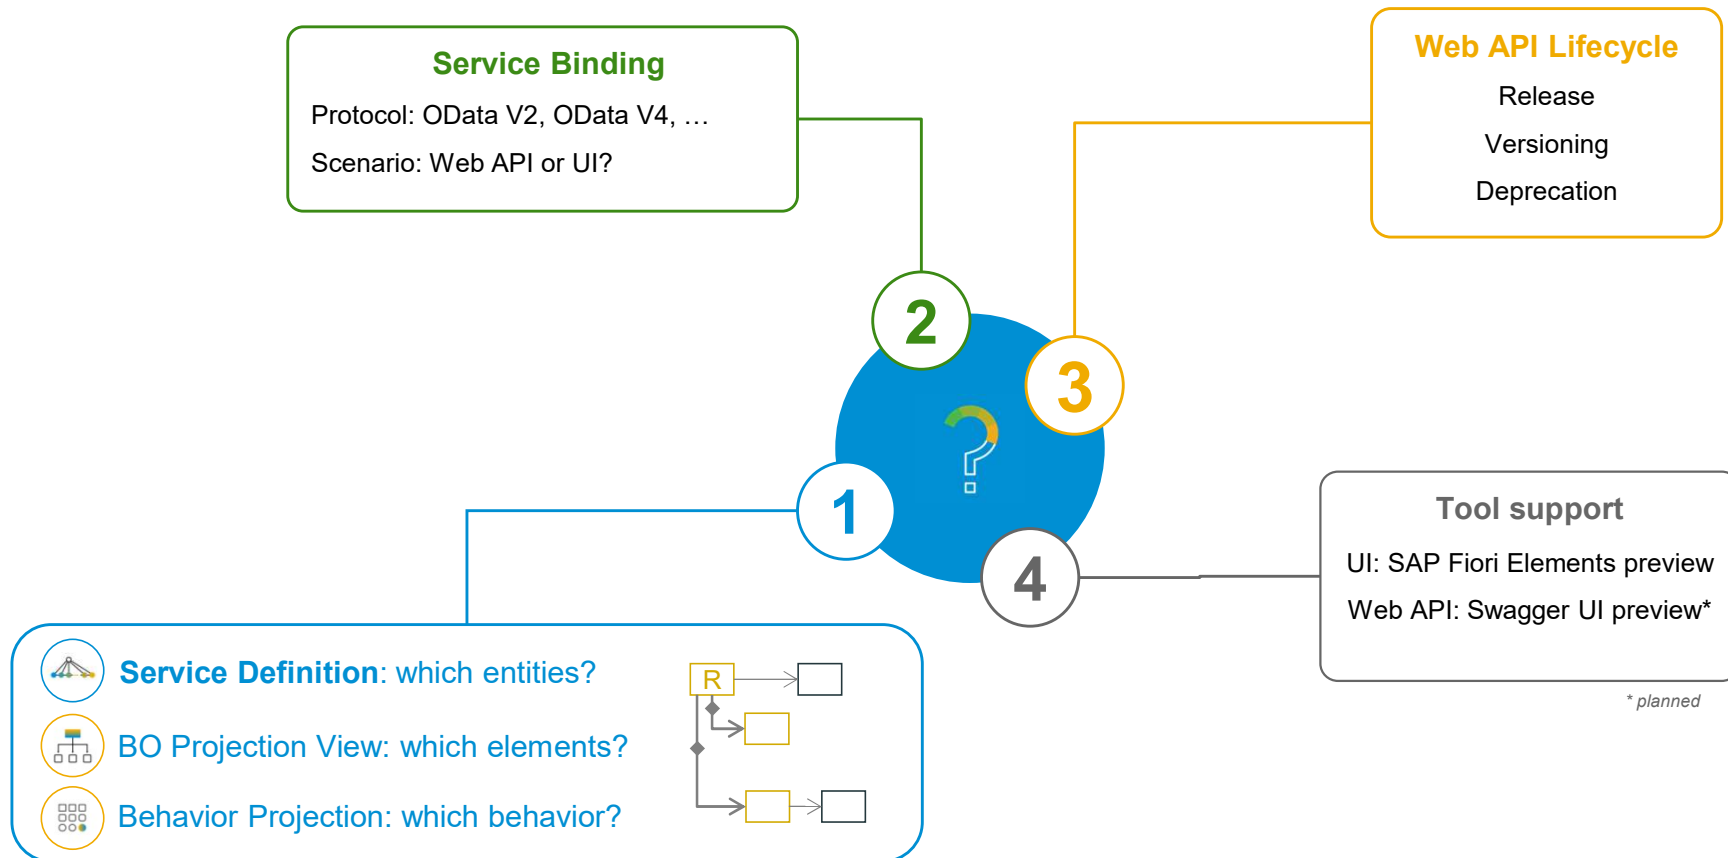 Service Binding
Protocol: OData V2, OData V4, …
Scenario: Web API or UI?
Web API Lifecycle
Release
Versioning
Deprecation
2
3
?
1
4
Tool support
UI: SAP Fiori Elements preview
Web API: Swagger UI preview*
* planned
Service Definition: which entities?
BO Projection View: which elements?
Behavior Projection: which behavior?
R